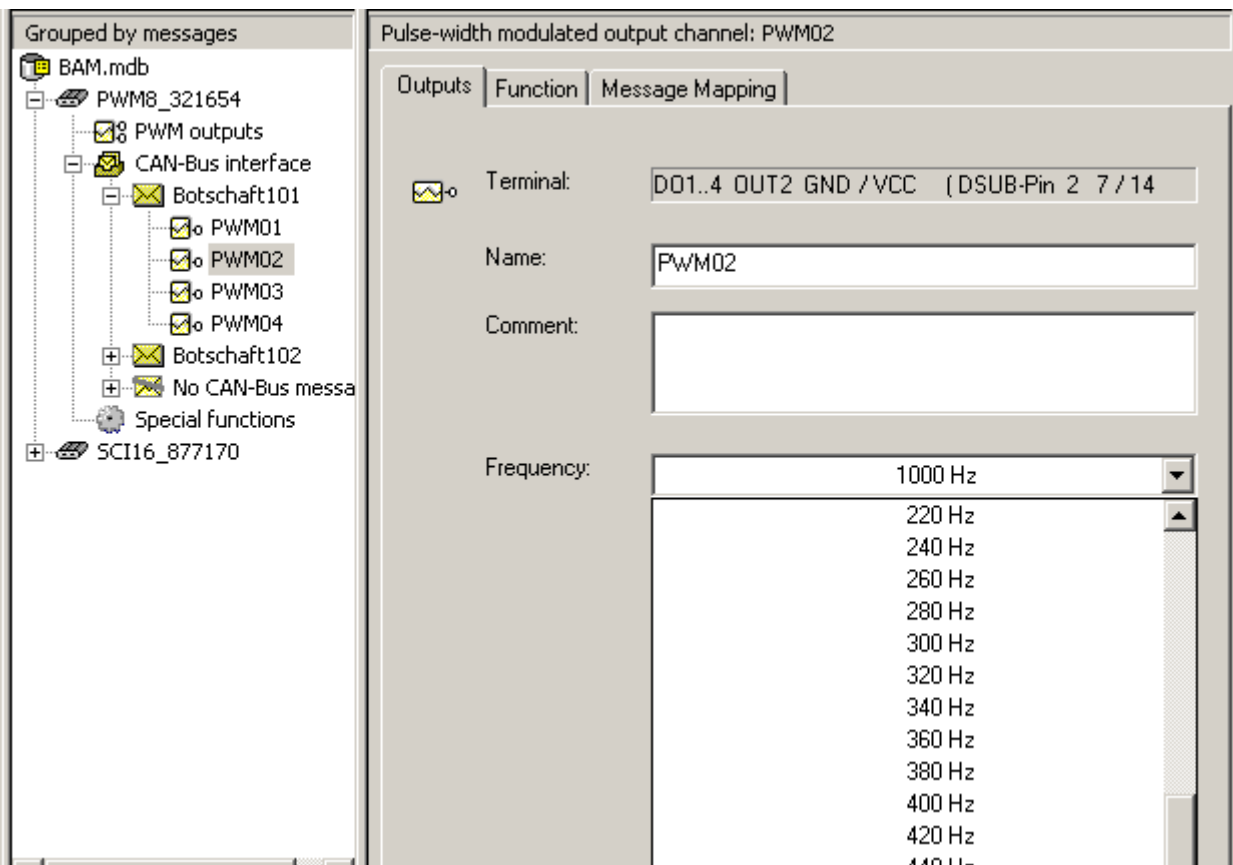 Grouped by messages
BAM.mdb
PWM8_321654
PWM outputs
CAN-Bus interface
Botschaft101
PWM01
PWM02
PWM03
PWM04
Botschaft102
No CAN-Bus messa
Special functions
SCI16_877170
Pulse-width modulated output channel: PWM02
Outputs Function Message Mapping
Terminal: DO1..4 OUT2 GND / VCC (DSUB-Pin 2 7 / 14
Name: PWM02
Comment:
Frequency: 1000 Hz
220 Hz
240 Hz
260 Hz
280 Hz
300 Hz
320 Hz
340 Hz
360 Hz
380 Hz
400 Hz
420 Hz
440 Hz